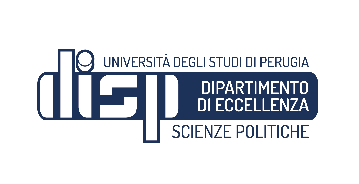 UNIVERSITÀ DEGLI STUDI DI PERUGIA
disp
DIPARTIMENTO
DI ECCELLENZA
SCIENZE POLITICHE